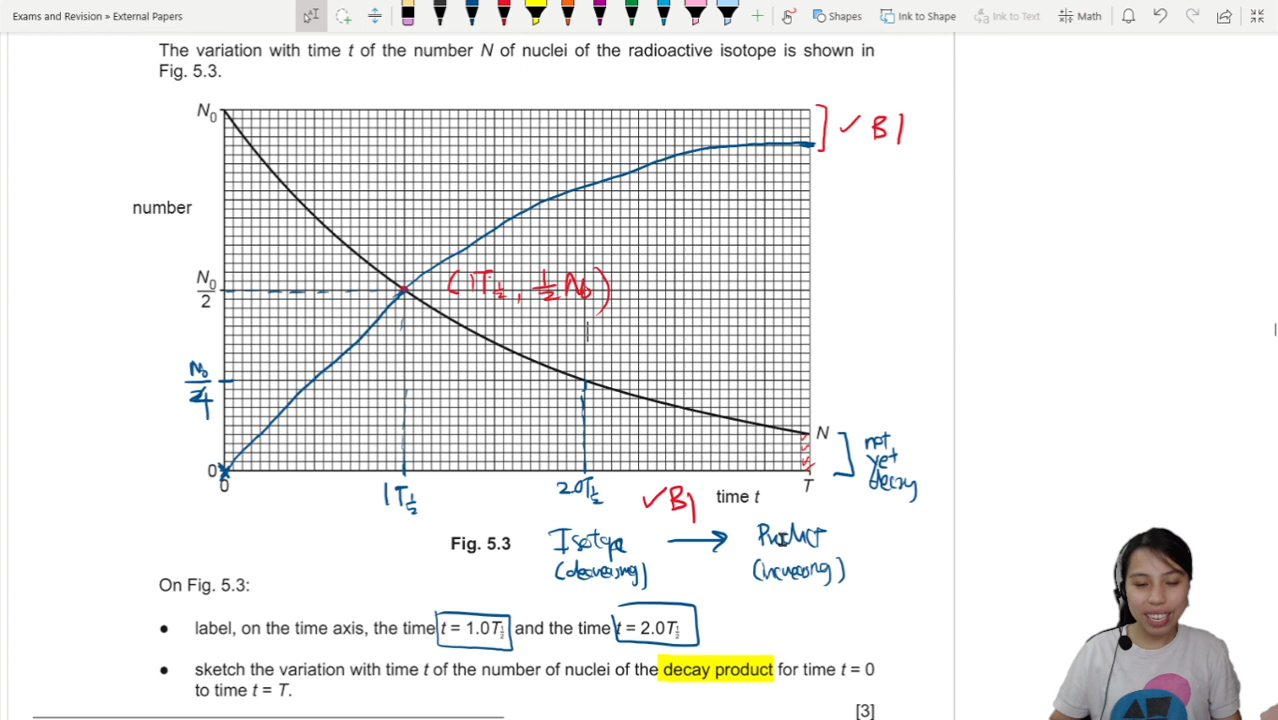 Exams and Revision » External Papers
Shapes
Ink to Shape
Ink to Text
Math
The variation with time t of the number N of nuclei of the radioactive isotope is shown in
Fig. 5.3.
N₀
✓ B1
number
N₀/2
(1T½, ½N₀)
N₀/4
N
not
yet
decay
0
0
1T½
2.0T½
✓B1
time t
T
Fig. 5.3
Isotope → Product
(decreasing) (increasing)
On Fig. 5.3:
• label, on the time axis, the time t = 1.0T½ and the time t = 2.0T½
• sketch the variation with time t of the number of nuclei of the decay product for time t = 0
to time t = T.
[3]